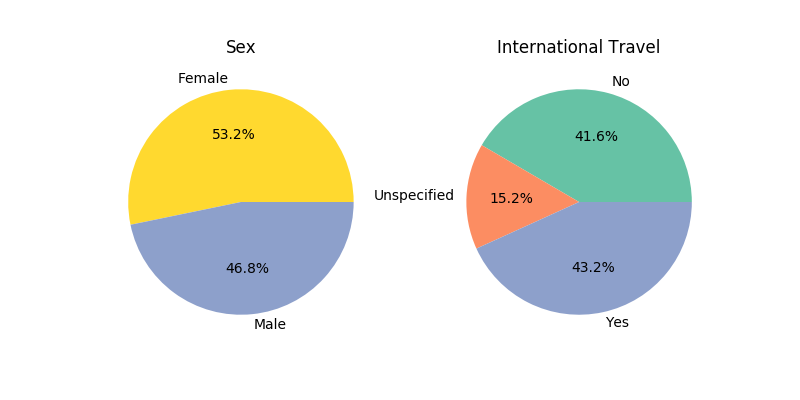 Sex
Female
53.2%
46.8%
Male
International Travel
No
41.6%
Unspecified
15.2%
43.2%
Yes